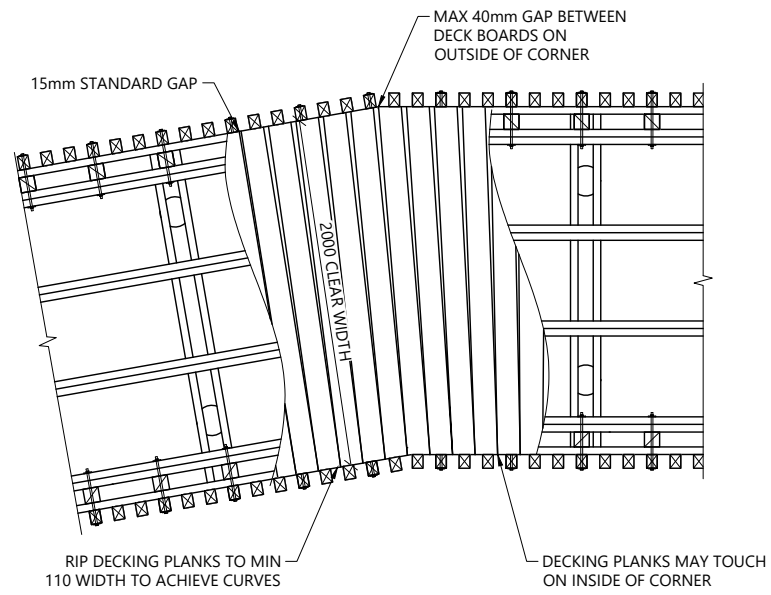 MAX 40mm GAP BETWEEN
DECK BOARDS ON
OUTSIDE OF CORNER
15mm STANDARD GAP
2000 CLEAR WIDTH
RIP DECKING PLANKS TO MIN
110 WIDTH TO ACHIEVE CURVES
DECKING PLANKS MAY TOUCH
ON INSIDE OF CORNER